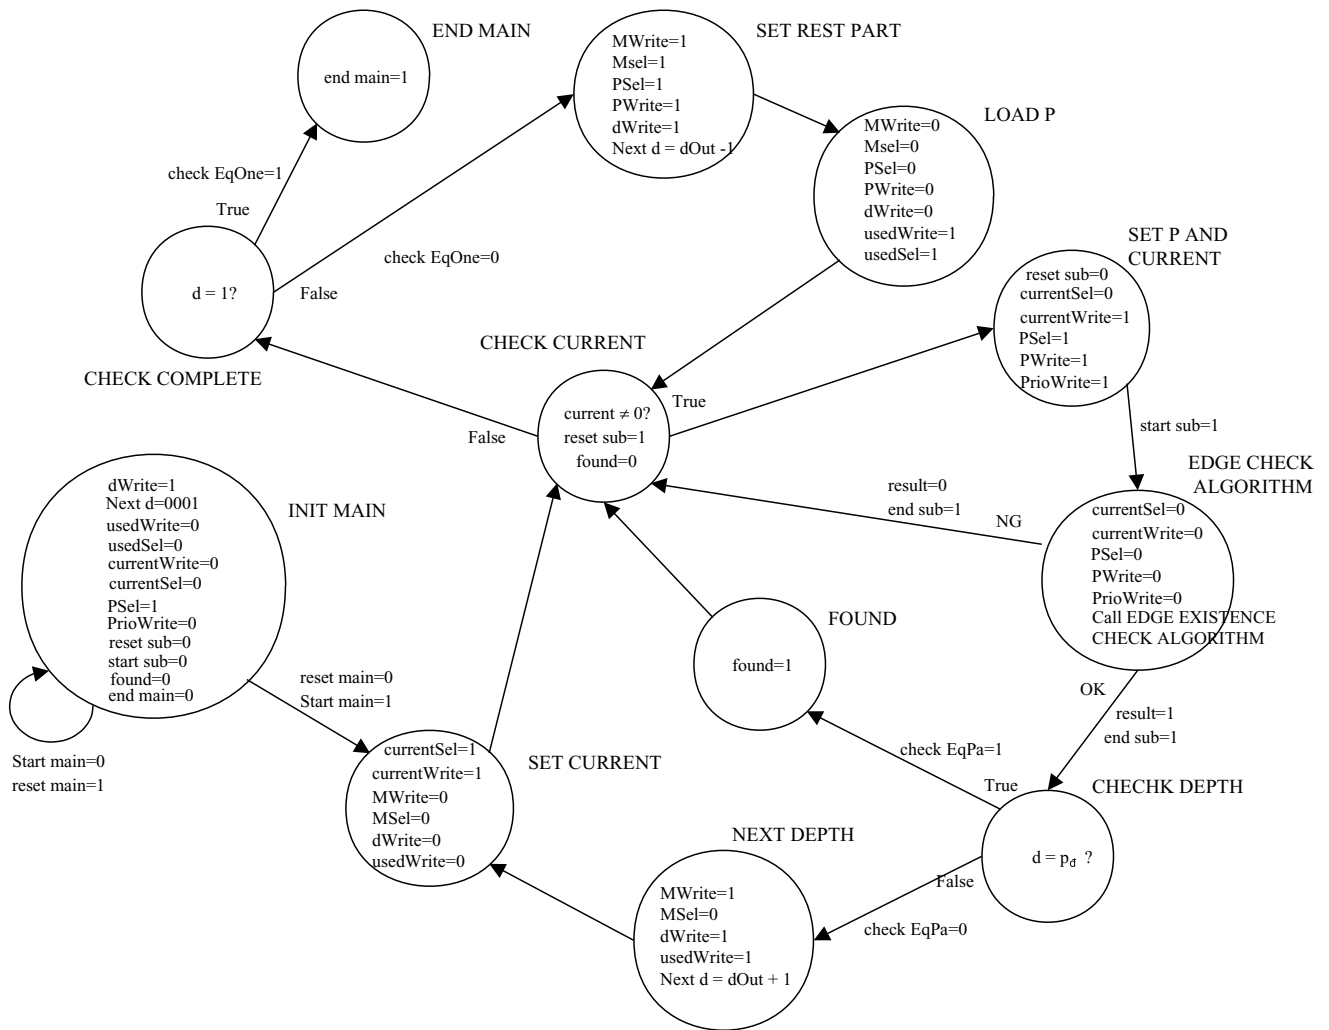 END MAIN
end main=1
SET REST PART
MWrite=1
Msel=1
PSel=1
PWrite=1
dWrite=1
Next d = dOut -1
LOAD P
MWrite=0
Msel=0
PSel=0
PWrite=0
dWrite=0
usedWrite=1
usedSel=1
check EqOne=1
True
check EqOne=0
False
d = 1?
CHECK COMPLETE
SET P AND
CURRENT
reset sub=0
currentSel=0
currentWrite=1
PSel=1
PWrite=1
PrioWrite=1
CHECK CURRENT
True
False
current ≠ 0?
reset sub=1
found=0
start sub=1
EDGE CHECK
ALGORITHM
currentSel=0
currentWrite=0
PSel=0
PWrite=0
PrioWrite=0
Call EDGE EXISTENCE
CHECK ALGORITHM
result=0
end sub=1
NG
INIT MAIN
dWrite=1
Next d=0001
usedWrite=0
usedSel=0
currentWrite=0
currentSel=0
PSel=1
PrioWrite=0
reset sub=0
start sub=0
found=0
end main=0
Start main=0
reset main=1
reset main=0
Start main=1
FOUND
found=1
OK
result=1
end sub=1
SET CURRENT
currentSel=1
currentWrite=1
MWrite=0
MSel=0
dWrite=0
usedWrite=0
check EqPa=1
True
CHECHK DEPTH
d = pd ?
False
check EqPa=0
NEXT DEPTH
MWrite=1
MSel=0
dWrite=1
usedWrite=1
Next d = dOut + 1